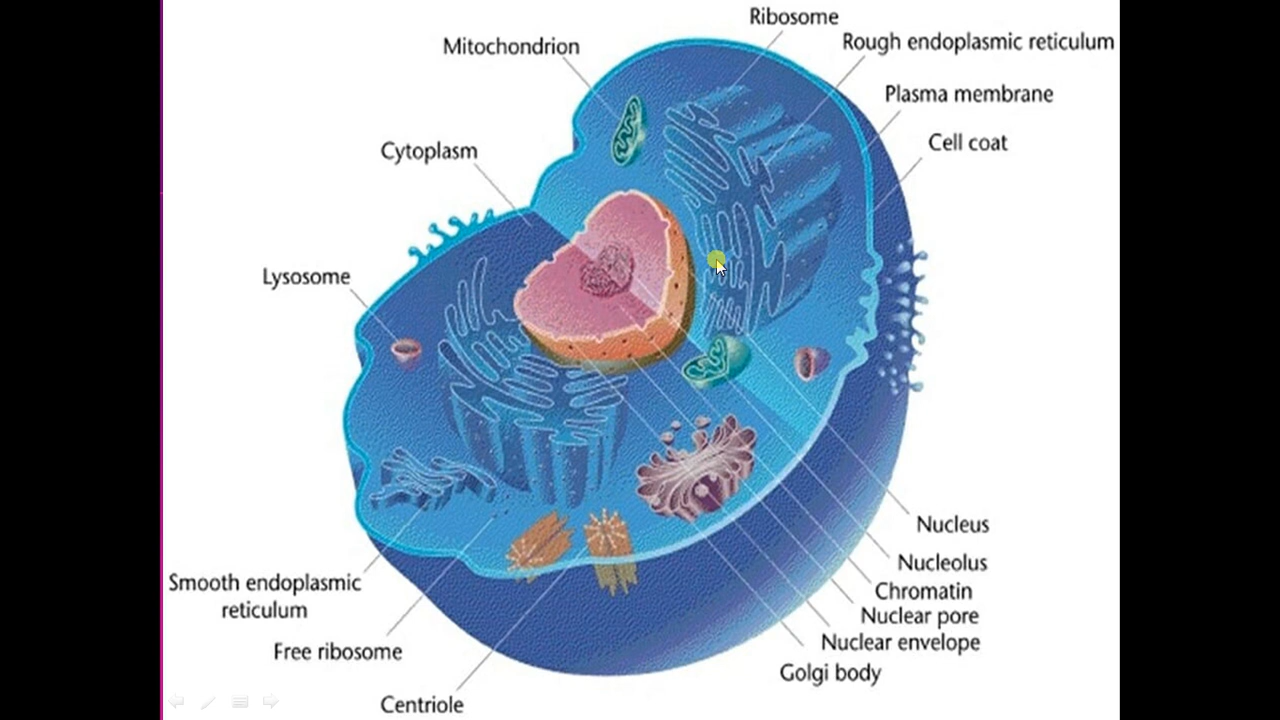 Ribosome
Mitochondrion
Rough endoplasmic reticulum
Plasma membrane
Cell coat
Cytoplasm
Lysosome
Nucleus
Nucleolus
Smooth endoplasmic
reticulum
Chromatin
Nuclear pore
Nuclear envelope
Free ribosome
Golgi body
Centriole